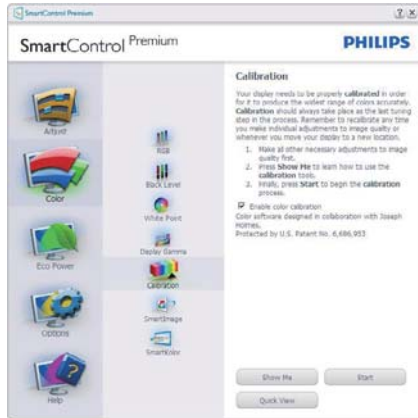 SmartControl Premium
SmartControl Premium
PHILIPS
Adjust
Color
Eco Power
Options
Help
RGB
Black Level
White Point
Display Gamma
Calibration
SmartImage
SmartKolor
Calibration
Your display needs to be properly calibrated in order
for it to produce the widest range of colors accurately.
Calibration should always take place as the last tuning
step in the process. Remember to recalibrate any time
you make individual adjustments to image quality or
whenever you move your display to a new location.
1. Make all other necessary adjustments to image
quality first.
2. Press Show Me to learn how to use the
calibration tools.
3. Finally, press Start to begin the calibration
process.
Enable color calibration
Color software designed in collaboration with Joseph
Holmes.
Protected by U.S. Patent No. 6,686,953
Show Me
Start
Quick View